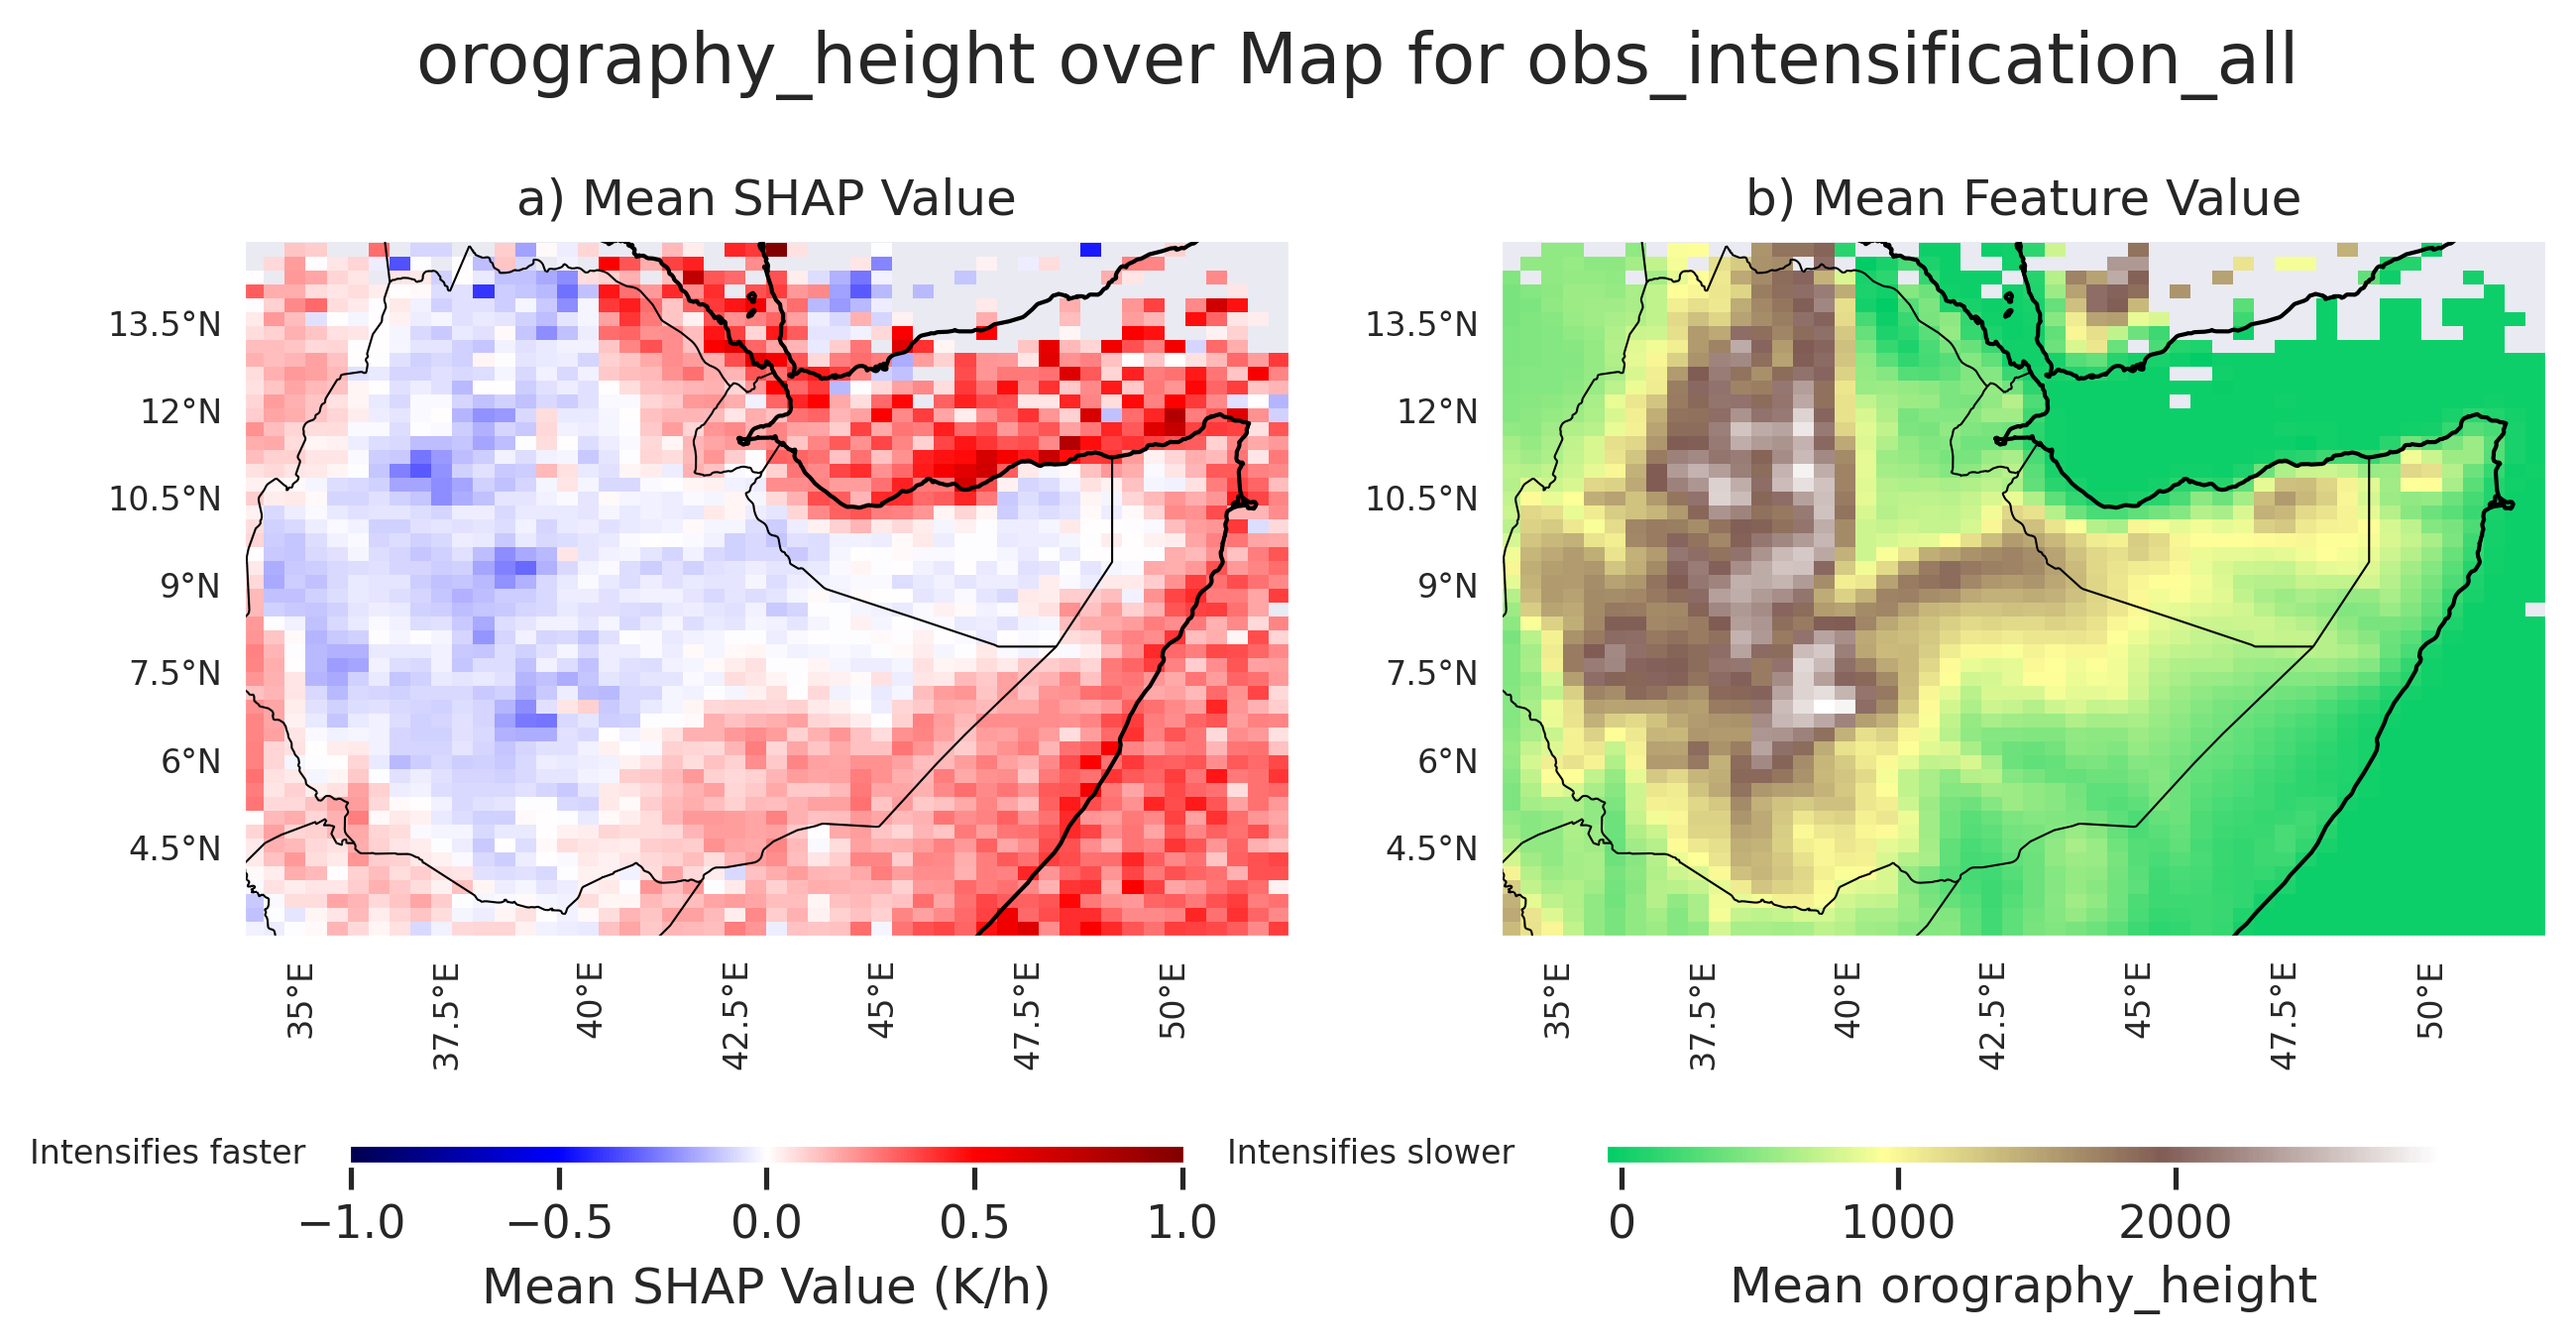 orography_height over Map for obs_intensification_all
a) Mean SHAP Value
b) Mean Feature Value
13.5°N
12°N
10.5°N
9°N
7.5°N
6°N
4.5°N
35°E
37.5°E
40°E
42.5°E
45°E
47.5°E
50°E
13.5°N
12°N
10.5°N
9°N
7.5°N
6°N
4.5°N
35°E
37.5°E
40°E
42.5°E
45°E
47.5°E
50°E
Intensifies faster
Intensifies slower
−1.0
−0.5
0.0
0.5
1.0
Mean SHAP Value (K/h)
0
1000
2000
Mean orography_height